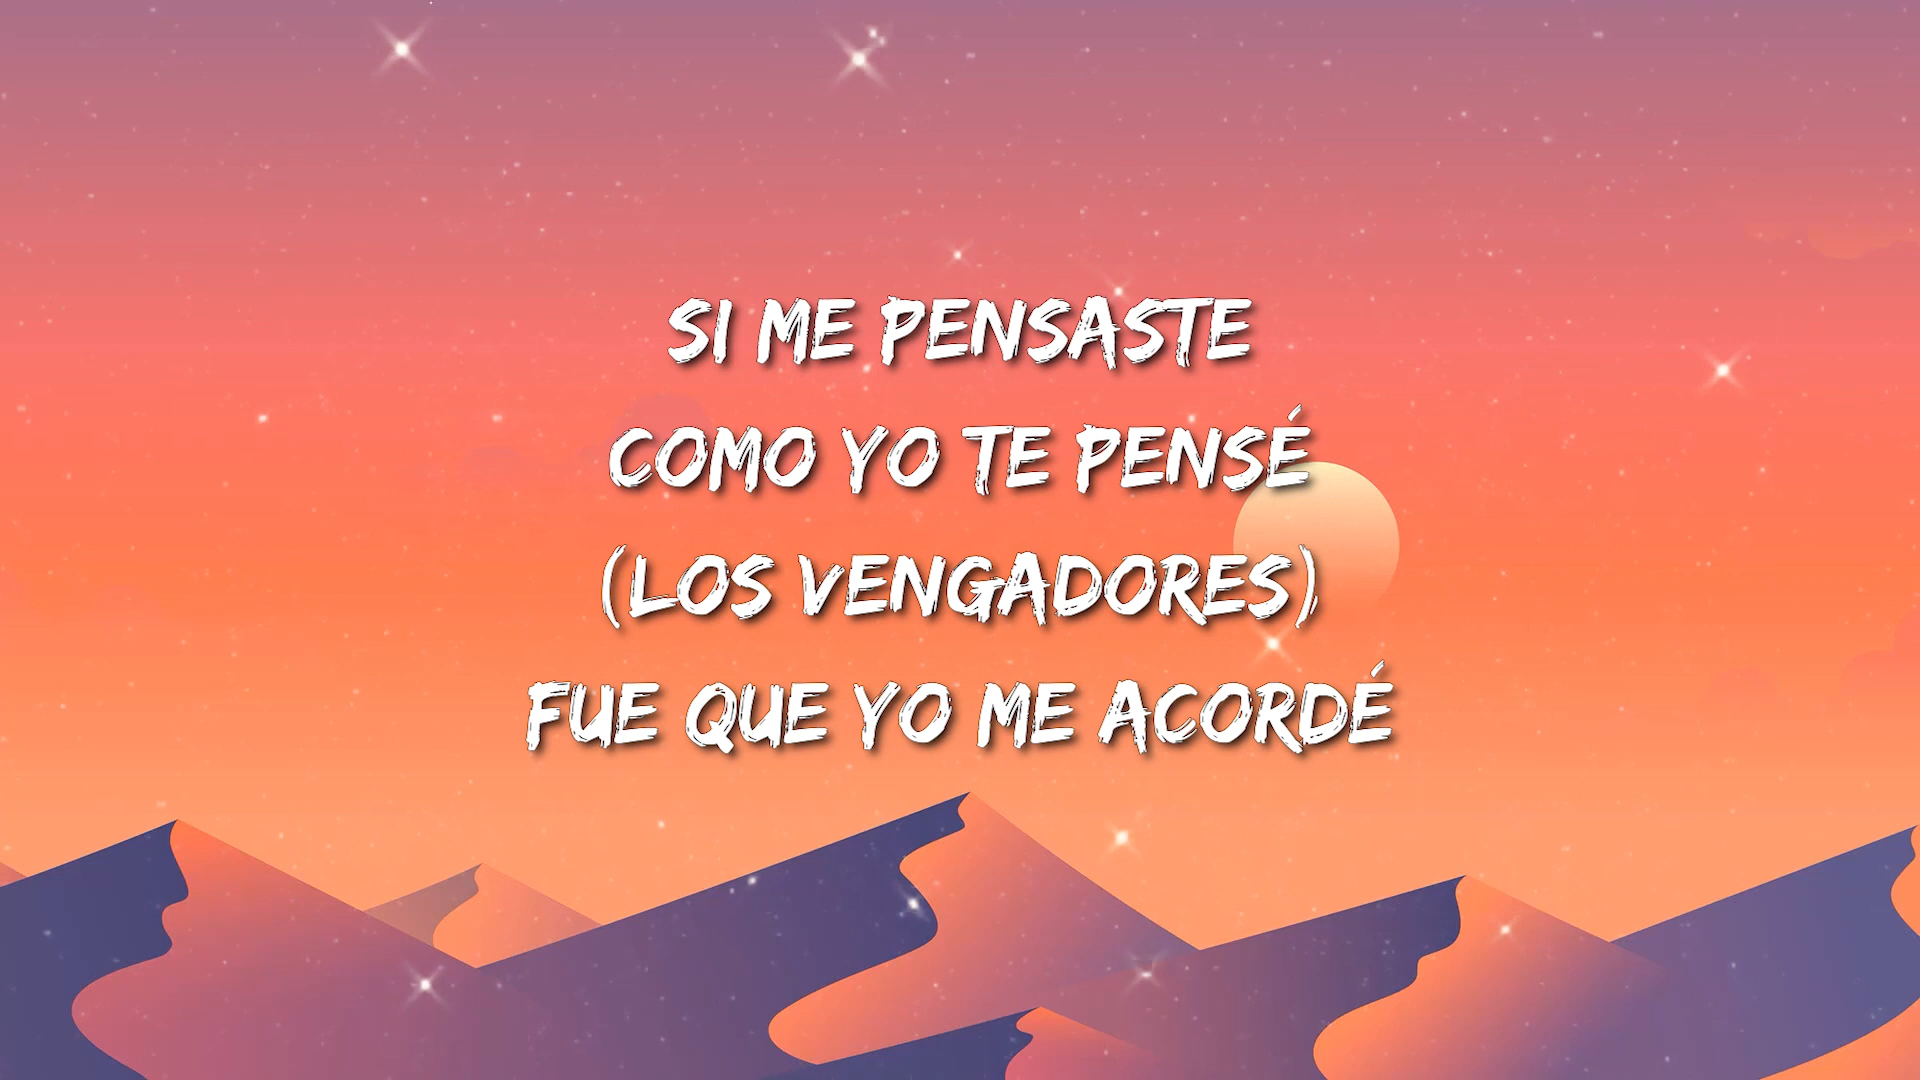 SI ME PENSASTE
COMO YO TE PENSÉ
(LOS VENGADORES)
FUE QUE YO ME ACORDÉ